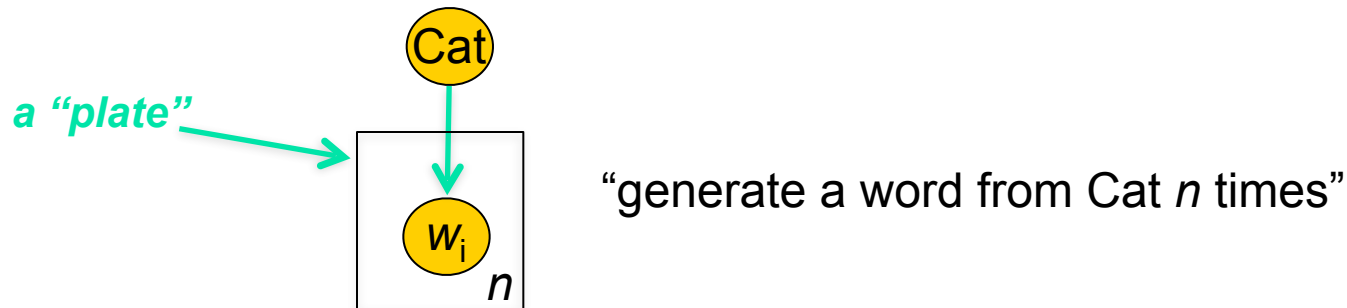 Cat
a “plate”
“generate a word from Cat n times”
wi
n